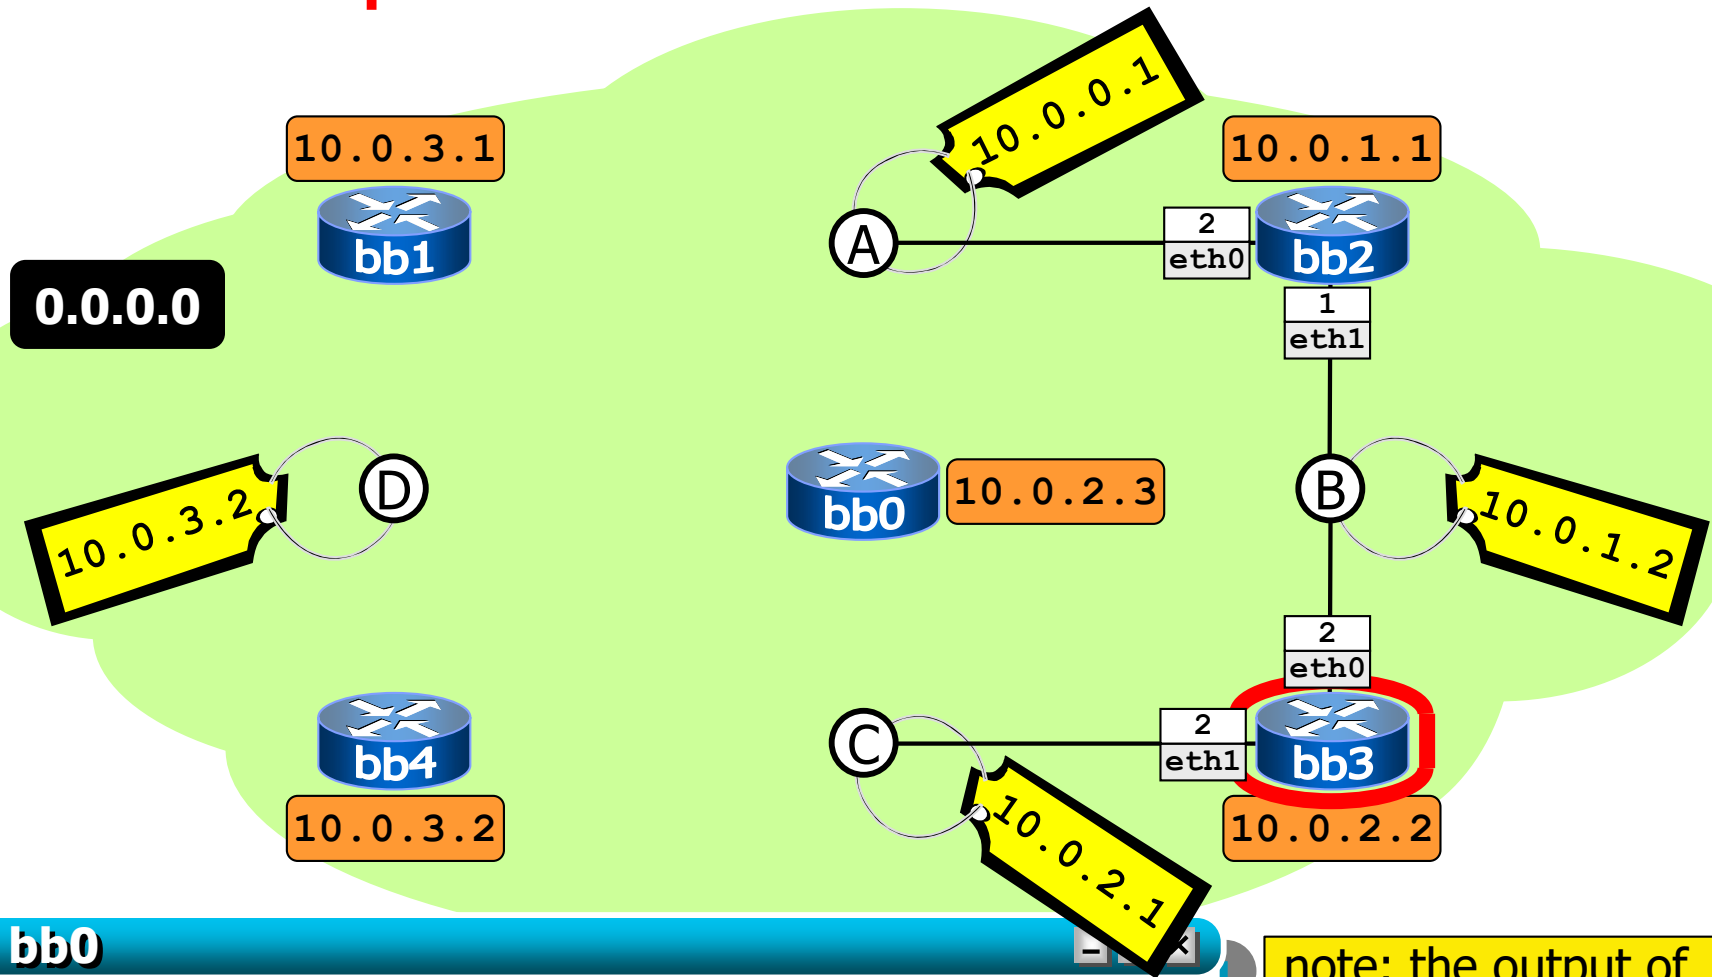 10.0.0.1
10.0.3.1
10.0.1.1
bb1
A
2
eth0
bb2
0.0.0.0
1
eth1
10.0.3.2
D
bb0
10.0.2.3
B
10.0.1.2
2
eth0
bb4
C
2
eth1
bb3
10.0.3.2
10.0.2.1
10.0.2.2
bb0
note: the output of